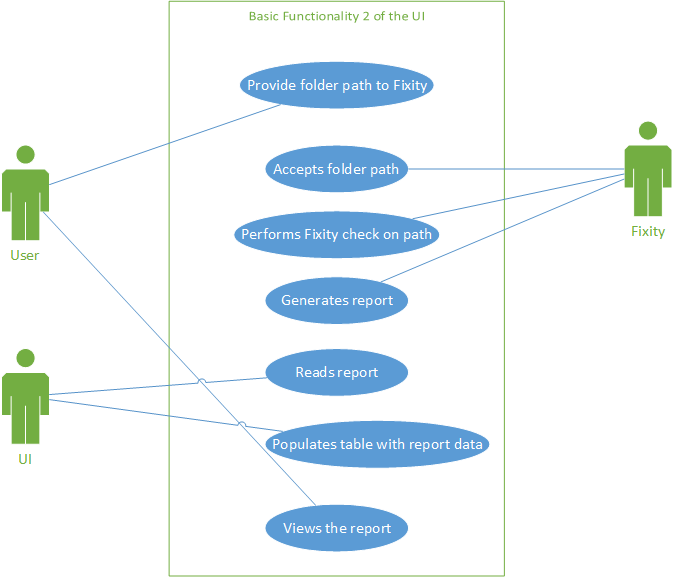 Basic Functionality 2 of the UI
Provide folder path to Fixity
Accepts folder path
Performs Fixity check on path
Fixity
User
Generates report
Reads report
Populates table with report data
UI
Views the report